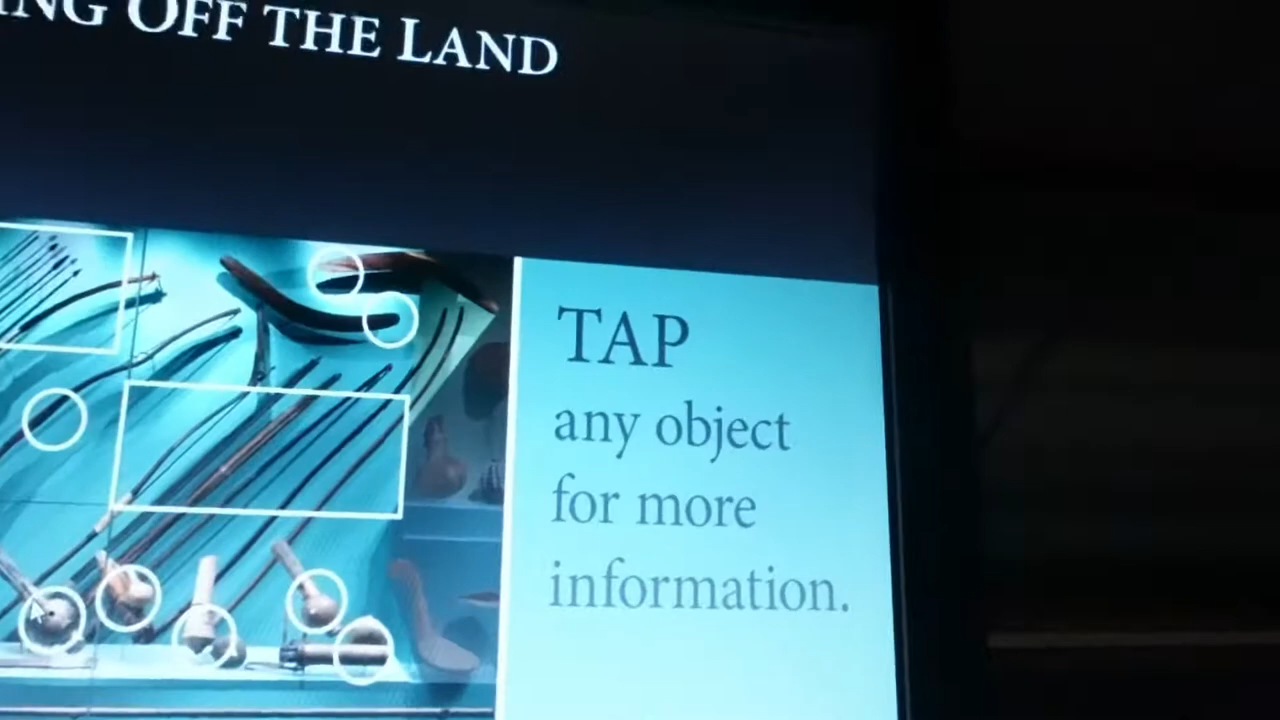 OFF THE LAND
TAP
any object
for more
information.